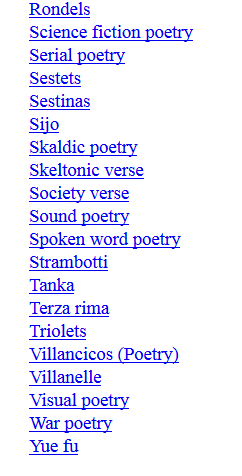 Rondels
Science fiction poetry
Serial poetry
Sestets
Sestinas
Sijo
Skaldic poetry
Skeltonic verse
Society verse
Sound poetry
Spoken word poetry
Strambotti
Tanka
Terza rima
Triolets
Villancicos (Poetry)
Villanelle
Visual poetry
War poetry
Yue fu